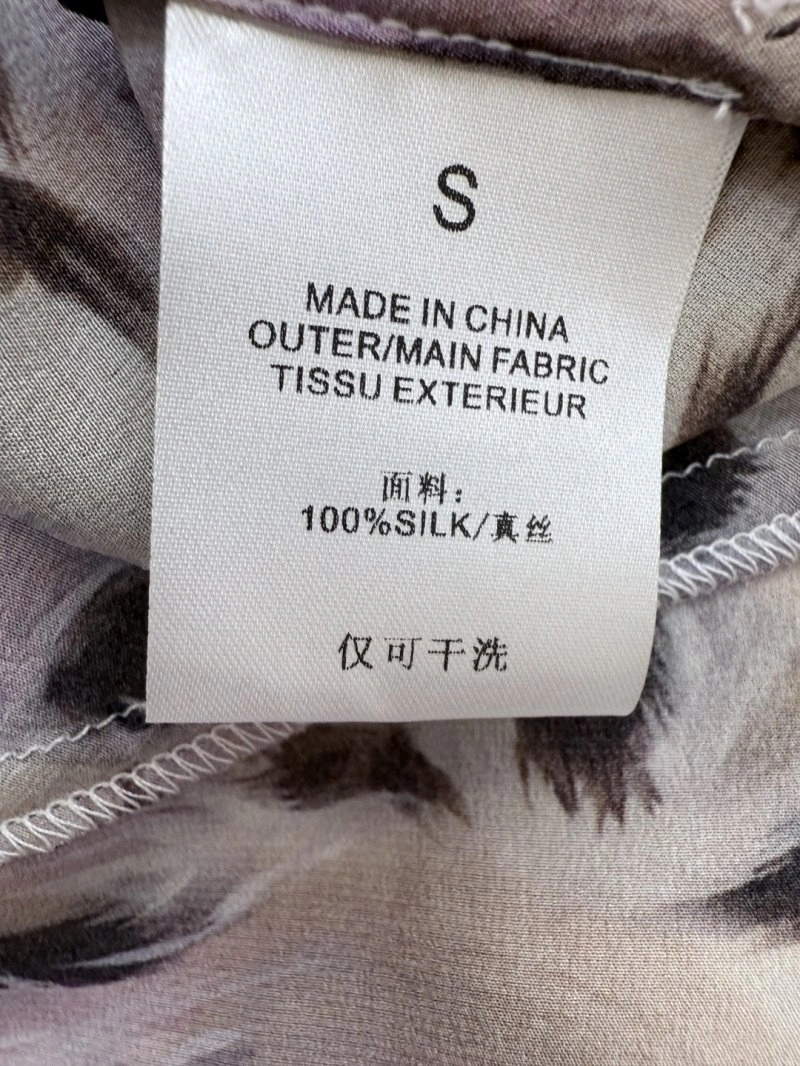 S
MADE IN CHINA
OUTER/MAIN FABRIC
TISSU EXTERIEUR
面料：
100%SILK/真丝
仅可干洗